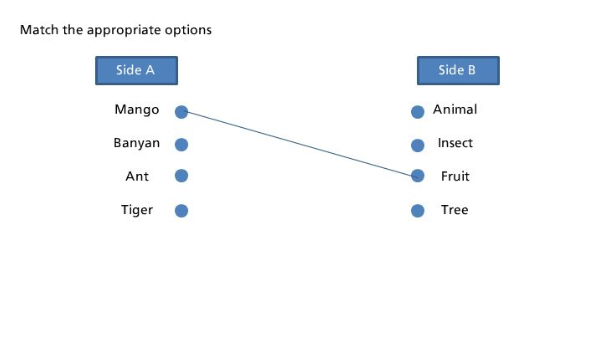 Match the appropriate options
Side A Side B
Mango Animal
Banyan Insect
Ant Fruit
Tiger Tree